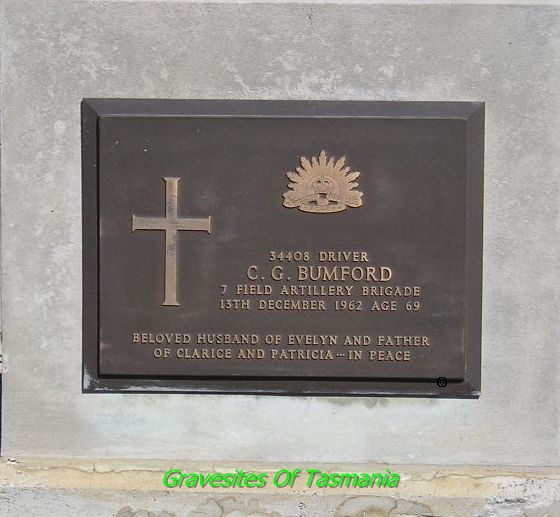 34408 DRIVER
C. G. BUMFORD
7 FIELD ARTILLERY BRIGADE
13TH DECEMBER 1962 AGE 69
BELOVED HUSBAND OF EVELYN AND FATHER
OF CLARICE AND PATRICIA --- IN PEACE
©
Gravesites Of Tasmania